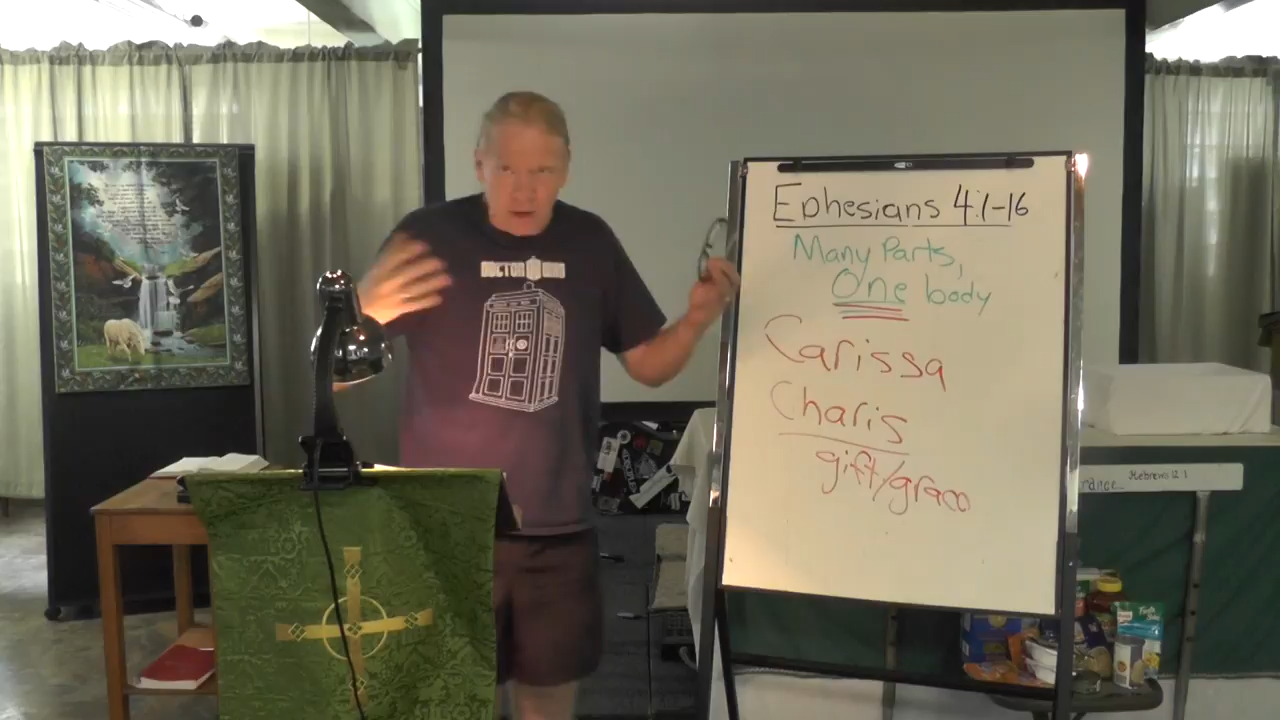 Ephesians 4:1-16
Many Parts,
One body
Carissa
Charis
gift/grace
DOCTOR WHO
Hebrews 12:1